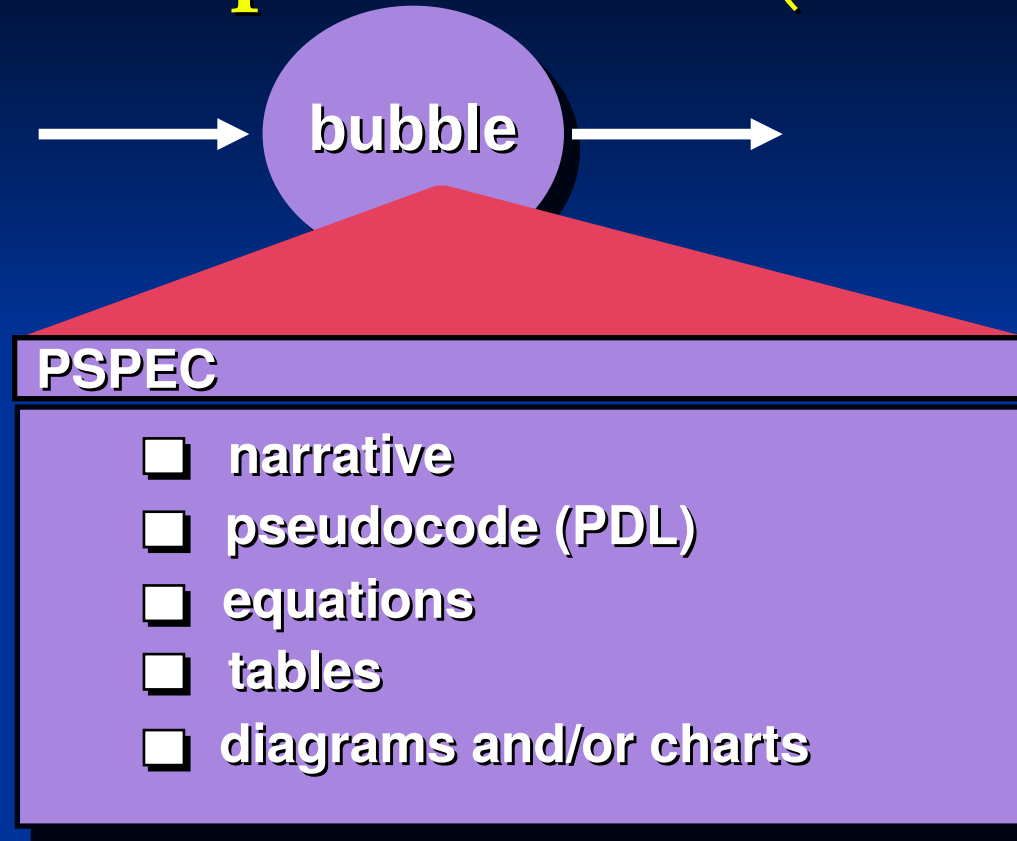 bubble
PSPEC
narrative
pseudocode (PDL)
equations
tables
diagrams and/or charts